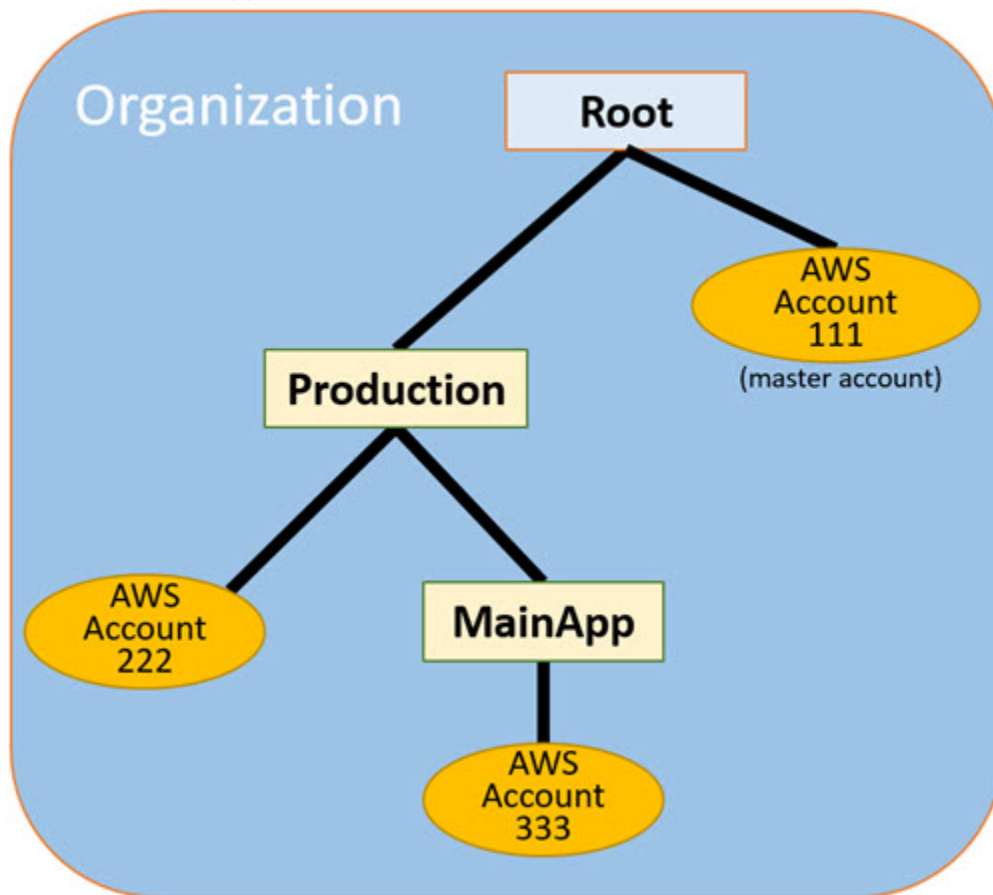 Organization
Root
AWS
Account
111
(master account)
Production
AWS
Account
222
MainApp
AWS
Account
333